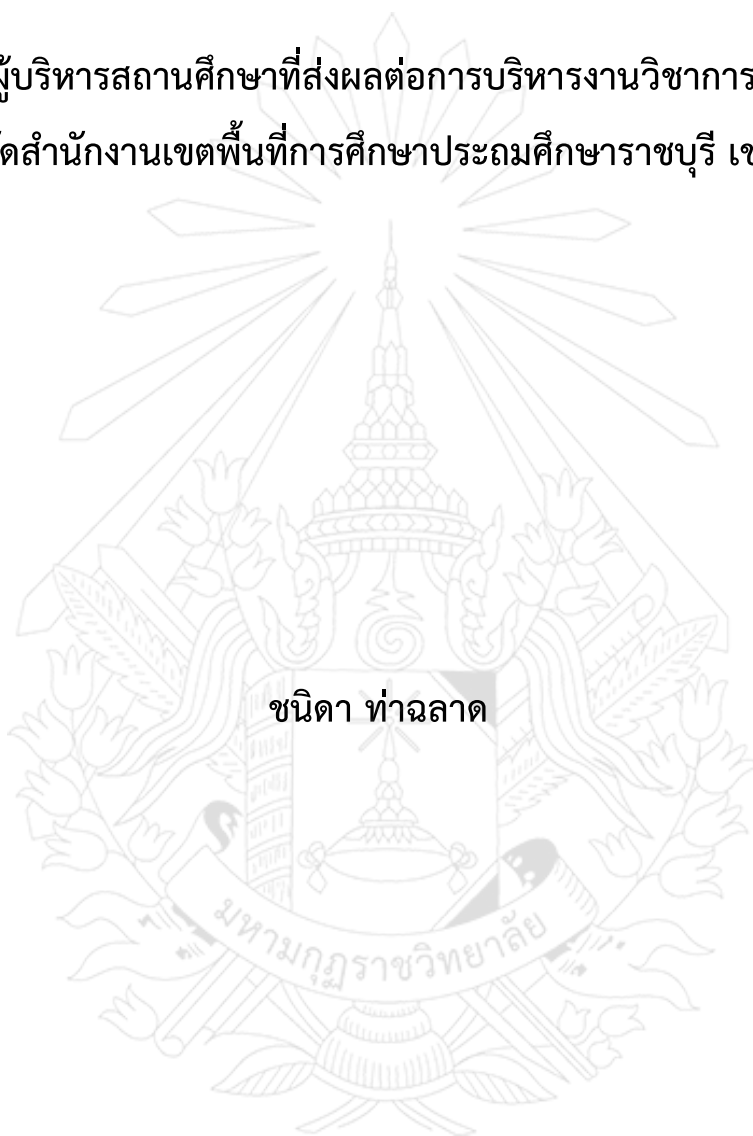 ผู้บริหารสถานศึกษาที่ส่งผลต่อการบริหารงานวิชาการ
ดสำนักงานเขตพื้นที่การศึกษาประถมศึกษาราชบุรี เข
ชนิดา ท่าฉลาด
มหามกุฏราชวิทยาลัย